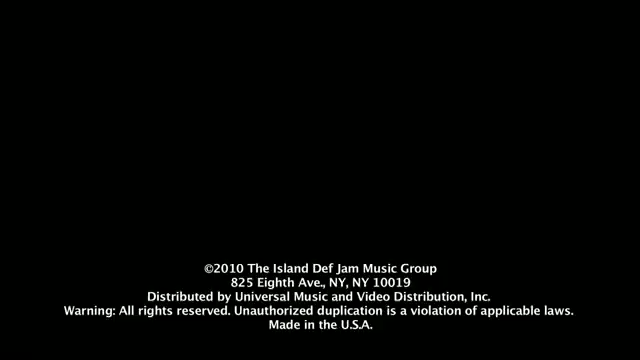 ©2010 The Island Def Jam Music Group
825 Eighth Ave., NY, NY 10019
Distributed by Universal Music and Video Distribution, Inc.
Warning: All rights reserved. Unauthorized duplication is a violation of applicable laws.
Made in the U.S.A.